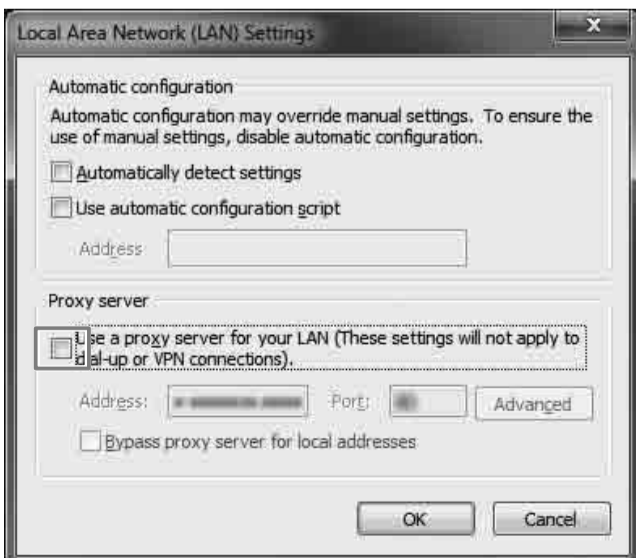 Local Area Network (LAN) Settings
x
Automatic configuration
Automatic configuration may override manual settings. To ensure the
use of manual settings, disable automatic configuration.
Automatically detect settings
Use automatic configuration script
Address
Proxy server
Use a proxy server for your LAN (These settings will not apply to
dial-up or VPN connections).
Address: Port: Advanced
Bypass proxy server for local addresses
OK Cancel